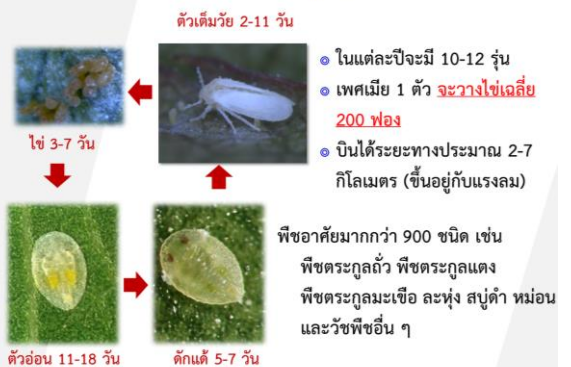 ตัวเต็มวัย 2-11 วัน
ไข่ 3-7 วัน
ตัวอ่อน 11-18 วัน
ดักแด้ 5-7 วัน
ในแต่ละปีจะมี 10-12 รุ่น
เพศเมีย 1 ตัว จะวางไข่เฉลี่ย
200 ฟอง
บินได้ระยะทางประมาณ 2-7
กิโลเมตร (ขึ้นอยู่กับแรงลม)
พืชอาศัยมากกว่า 900 ชนิด เช่น
พืชตระกูลถั่ว พืชตระกูลแตง
พืชตระกูลมะเขือ ละหุ่ง สบู่ดำ หม่อน
และวัชพืชอื่น ๆ